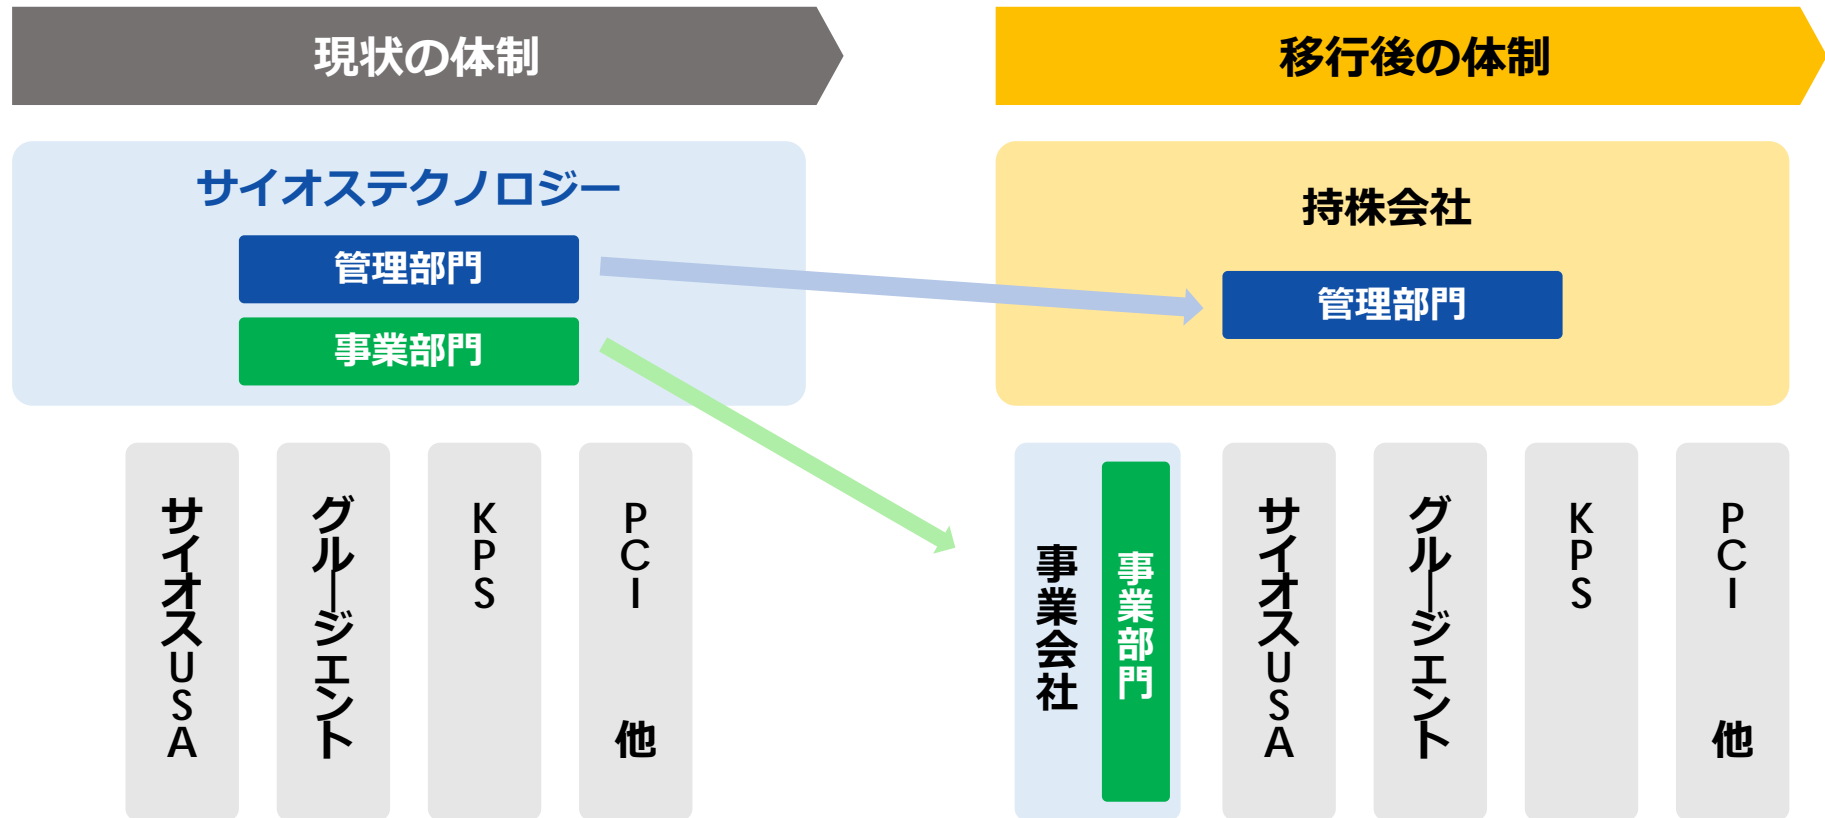 現状の体制
サイオステクノロジー
管理部門
事業部門
サイオスUSA
グルージェント
KPS
PCI 他
移行後の体制
持株会社
管理部門
事業会社
事業部門
サイオスUSA
グルージェント
KPS
PCI 他